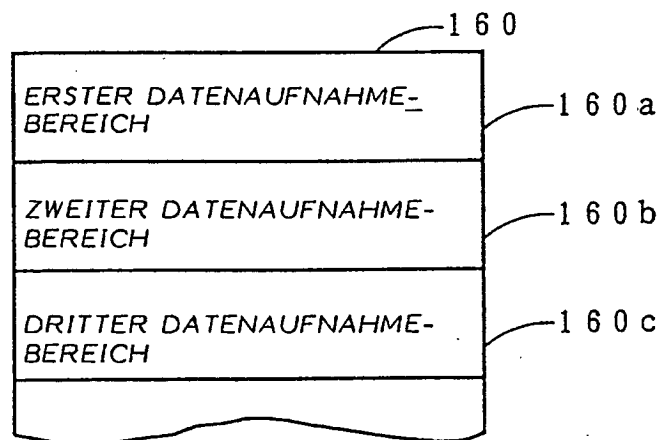 160
ERSTER DATENAUFNAHME-
BEREICH
160a
ZWEITER DATENAUFNAHME-
BEREICH
160b
DRITTER DATENAUFNAHME-
BEREICH
160c